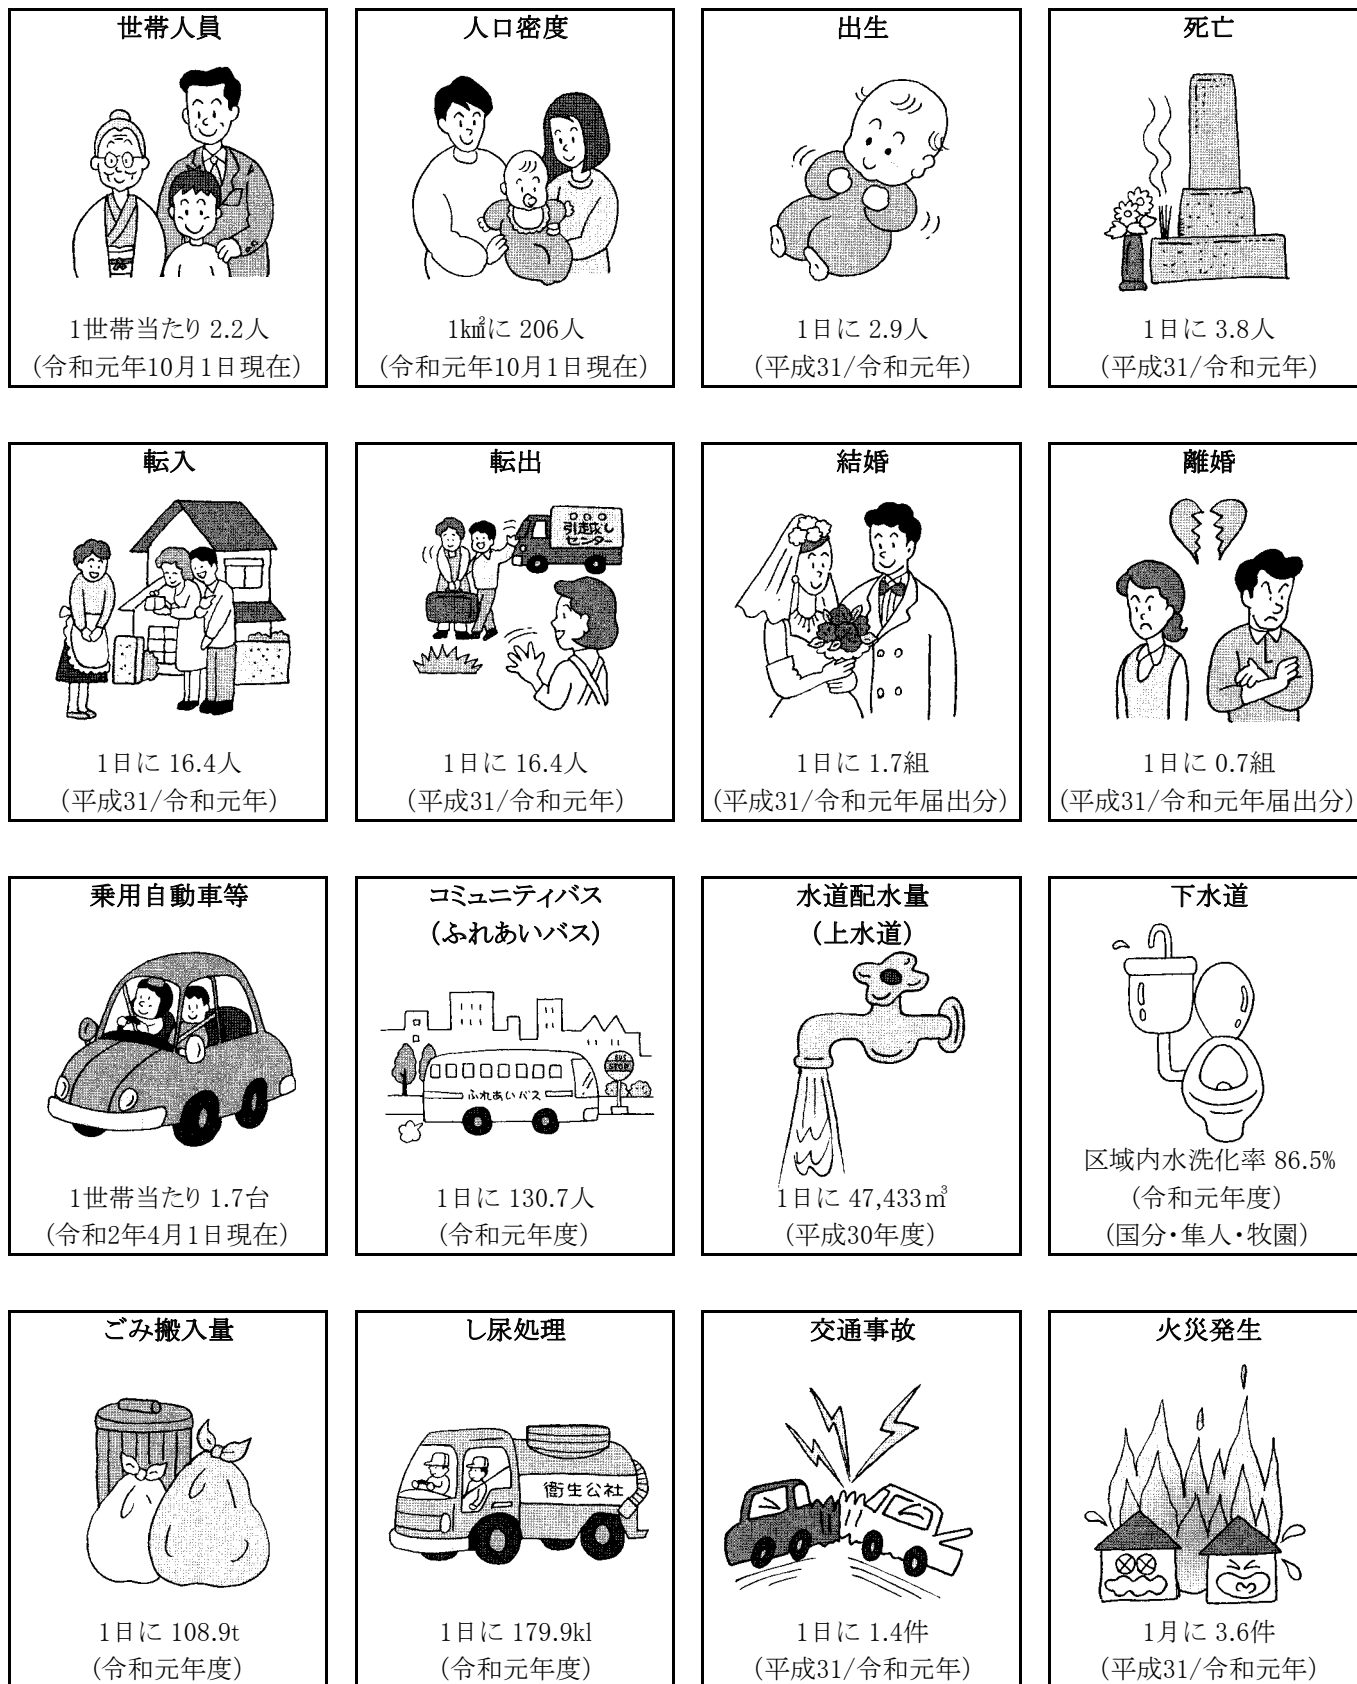 世帯人員
1世帯当たり 2.2人
(令和元年10月1日現在)
人口密度
1k㎡に 206人
(令和元年10月1日現在)
出生
1日に 2.9人
(平成31/令和元年)
死亡
1日に 3.8人
(平成31/令和元年)
転入
1日に 16.4人
(平成31/令和元年)
転出
引越し
センター
1日に 16.4人
(平成31/令和元年)
結婚
1日に 1.7組
(平成31/令和元年届出分)
離婚
1日に 0.7組
(平成31/令和元年届出分)
乗用自動車等
1世帯当たり 1.7台
(令和2年4月1日現在)
コミュニティバス
(ふれあいバス)
BUS
STOP
ふれあいバス
1日に 130.7人
(令和元年度)
水道配水量
(上水道)
1日に 47,433㎥
(平成30年度)
下水道
区域内水洗化率 86.5%
(令和元年度)
(国分・隼人・牧園)
ごみ搬入量
1日に 108.9t
(令和元年度)
し尿処理
衛生公社
1日に 179.9kl
(令和元年度)
交通事故
1日に 1.4件
(平成31/令和元年)
火災発生
1月に 3.6件
(平成31/令和元年)